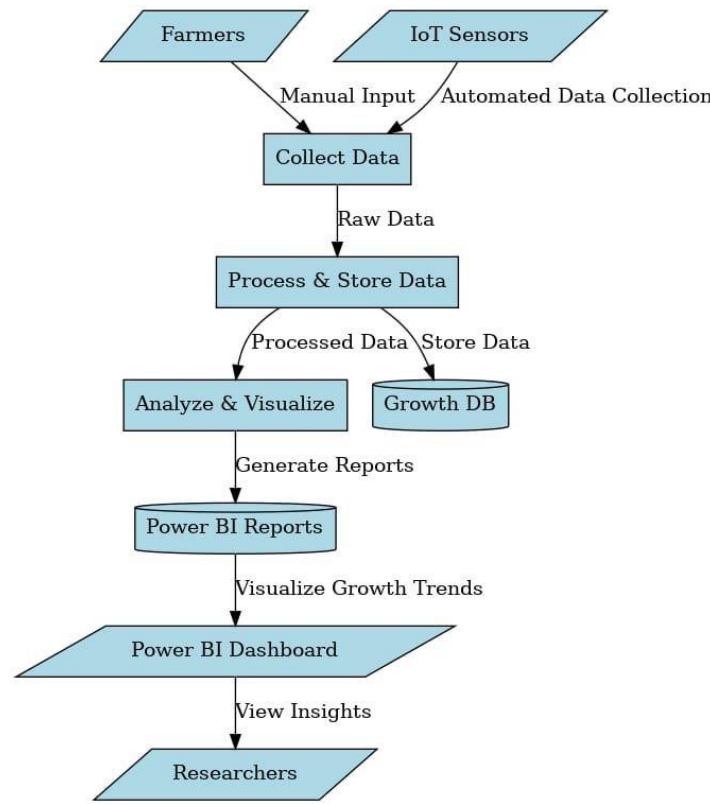 Farmers
IoT Sensors
Manual Input
Automated Data Collection
Collect Data
Raw Data
Process & Store Data
Processed Data
Store Data
Analyze & Visualize
Growth DB
Generate Reports
Power BI Reports
Visualize Growth Trends
Power BI Dashboard
View Insights
Researchers